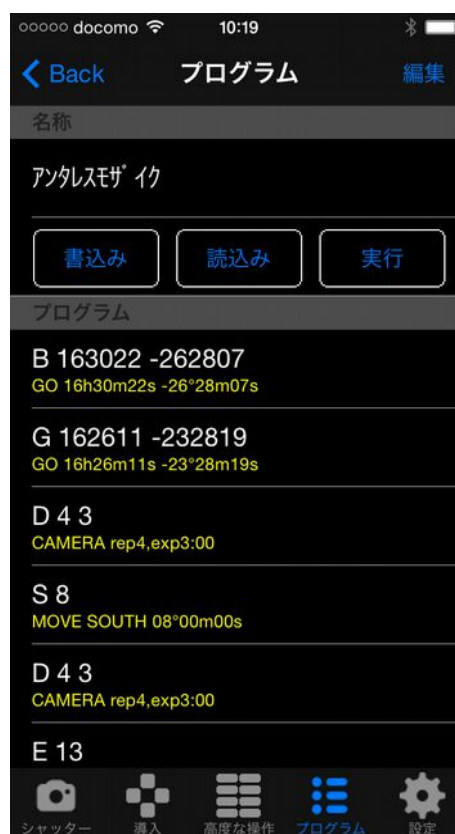 ooooo docomo 10:19
Back プログラム 編集
名称
ｱﾝﾀﾚｽﾓｻﾞｲｸ
書込み 読込み 実行
プログラム
B 163022 -262807
GO 16h30m22s -26°28m07s
G 162611 -232819
GO 16h26m11s -23°28m19s
D 4 3
CAMERA rep4,exp3:00
S 8
MOVE SOUTH 08°00m00s
D 4 3
CAMERA rep4,exp3:00
E 13
シャッター 導入 高度な操作 プログラム 設定